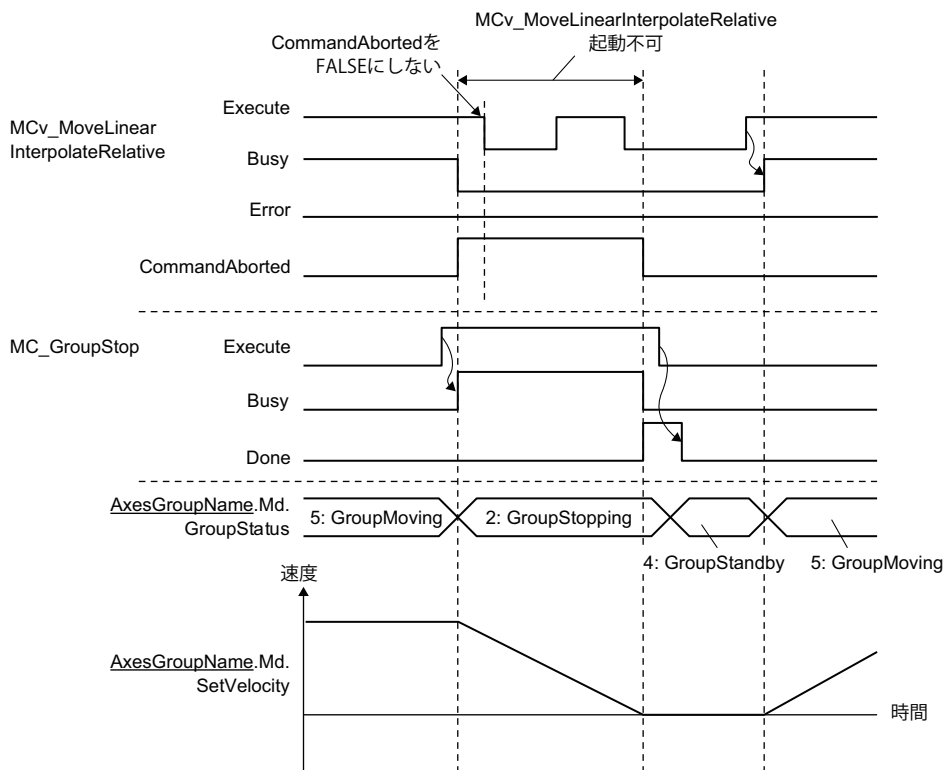 MCv_MoveLinearInterpolateRelative
起動不可
CommandAbortedを
FALSEにしない
MCv_MoveLinear
InterpolateRelative
Execute
Busy
Error
CommandAborted
MC_GroupStop
Execute
Busy
Done
AxesGroupName.Md.
GroupStatus
5: GroupMoving
2: GroupStopping
4: GroupStandby
5: GroupMoving
速度
AxesGroupName.Md.
SetVelocity
時間